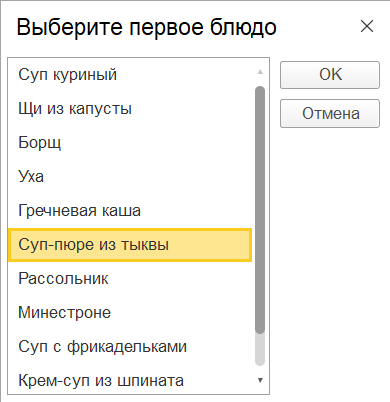 Выберите первое блюдо
Суп куриный
OK
Щи из капусты
Отмена
Борщ
Уха
Гречневая каша
Суп-пюре из тыквы
Рассольник
Минестроне
Суп с фрикадельками
Крем-суп из шпината